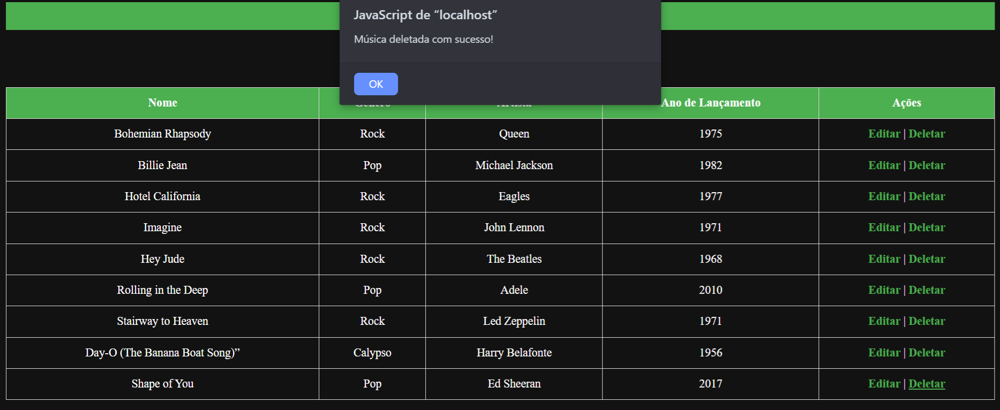 JavaScript de “localhost”
Música deletada com sucesso!
OK
Nome Gênero Artista Ano de Lançamento Ações
Bohemian Rhapsody Rock Queen 1975 Editar | Deletar
Billie Jean Pop Michael Jackson 1982 Editar | Deletar
Hotel California Rock Eagles 1977 Editar | Deletar
Imagine Rock John Lennon 1971 Editar | Deletar
Hey Jude Rock The Beatles 1968 Editar | Deletar
Rolling in the Deep Pop Adele 2010 Editar | Deletar
Stairway to Heaven Rock Led Zeppelin 1971 Editar | Deletar
Day-O (The Banana Boat Song)” Calypso Harry Belafonte 1956 Editar | Deletar
Shape of You Pop Ed Sheeran 2017 Editar | Deletar